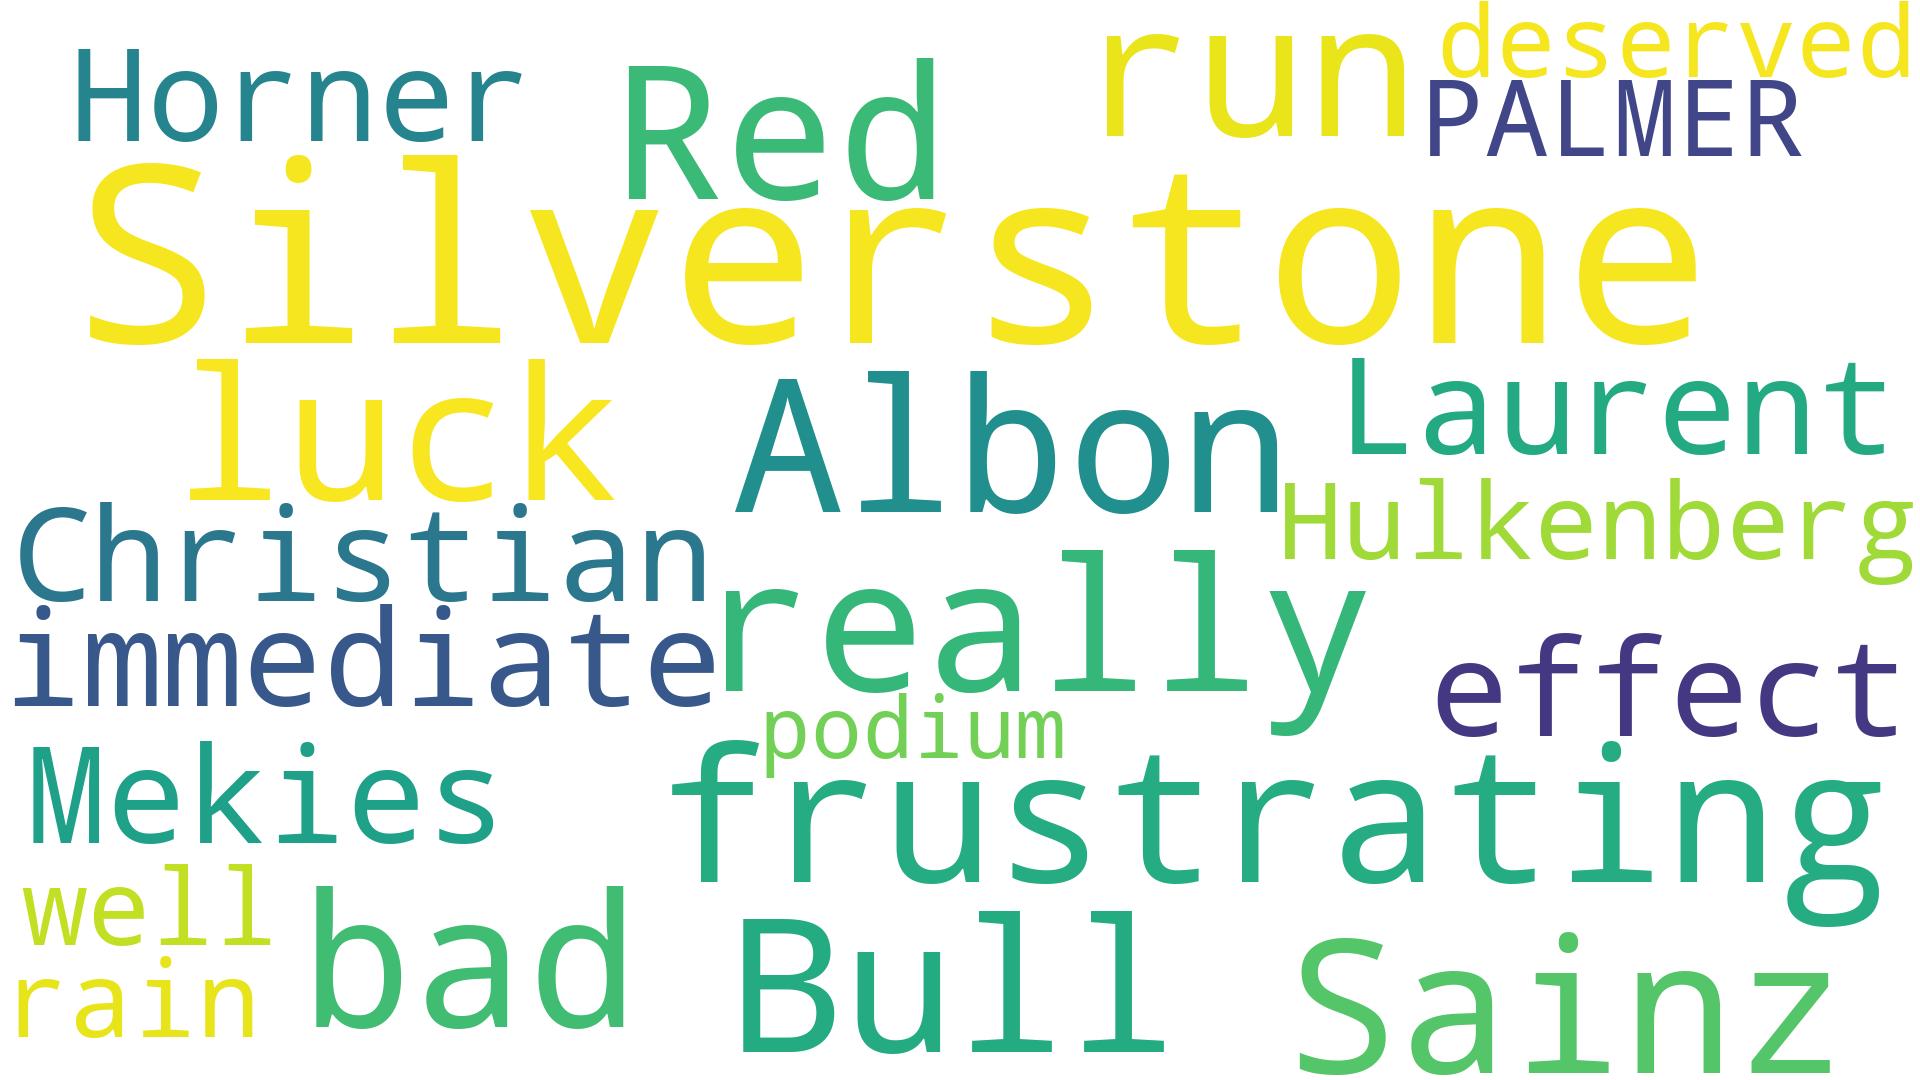 deserved
run
Horner
Red
PALMER
Silverstone
luck
Albon
Laurent
Hulkenberg
Christian
really
immediate
effect
podium
Mekies
frustrating
well
bad
Bull
Sainz
rain